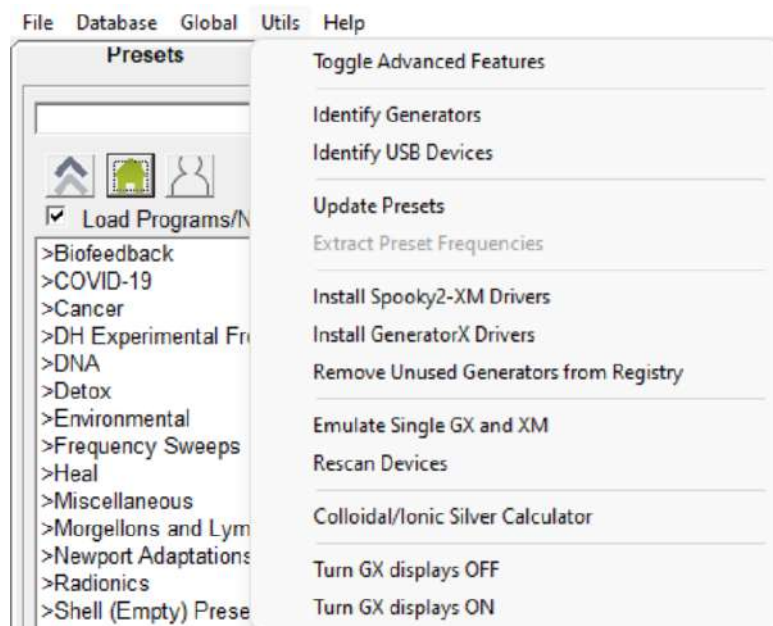 File Database Global Utils Help
Presets
Load Programs/N
>Biofeedback
>COVID-19
>Cancer
>DH Experimental Fre
>DNA
>Detox
>Environmental
>Frequency Sweeps
>Heal
>Miscellaneous
>Morgellons and Lym
>Newport Adaptations
>Radionics
>Shell (Empty) Prese
Toggle Advanced Features
Identify Generators
Identify USB Devices
Update Presets
Extract Preset Frequencies
Install Spooky2-XM Drivers
Install GeneratorX Drivers
Remove Unused Generators from Registry
Emulate Single GX and XM
Rescan Devices
Colloidal/Ionic Silver Calculator
Turn GX displays OFF
Turn GX displays ON